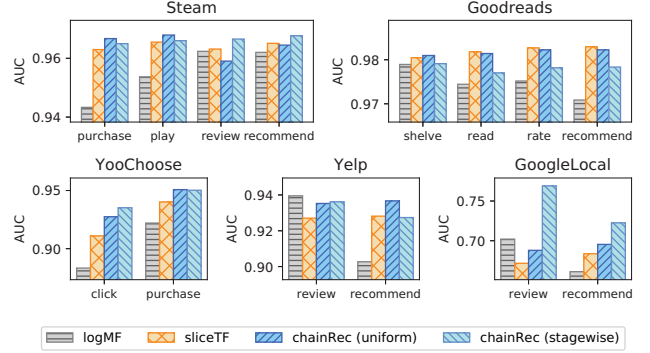 Steam
AUC
0.96
0.94
purchase play review recommend
Goodreads
AUC
0.98
0.97
shelve read rate recommend
YooChoose
AUC
0.95
0.90
click purchase
Yelp
AUC
0.94
0.92
0.90
review recommend
GoogleLocal
AUC
0.75
0.70
review recommend
logMF sliceTF chainRec (uniform) chainRec (stagewise)